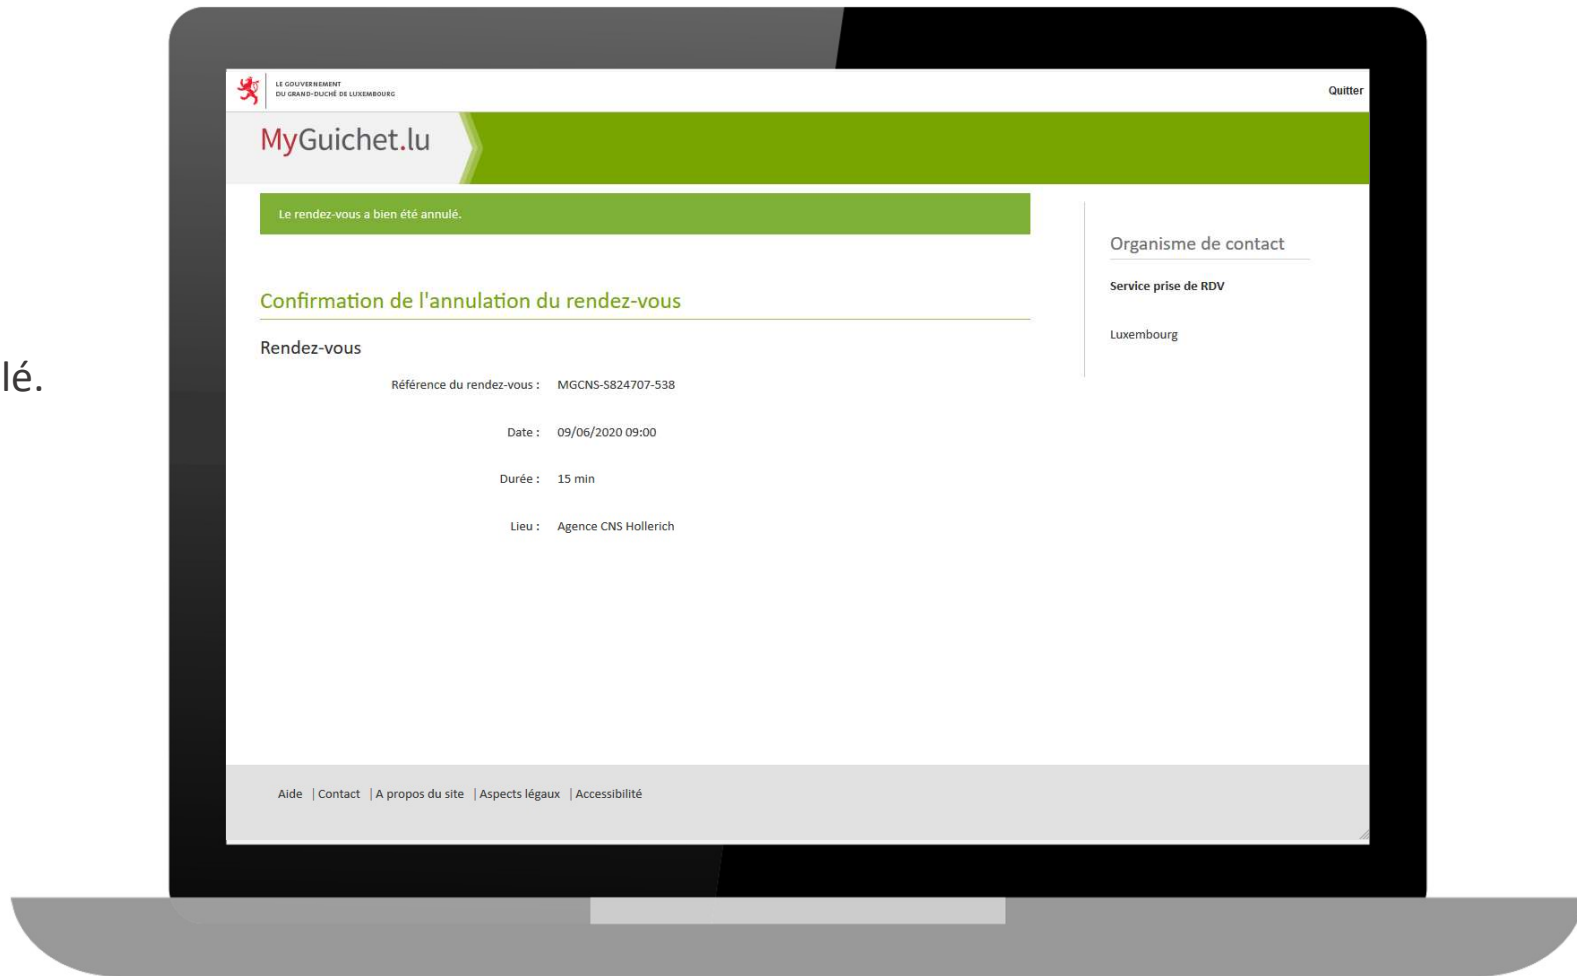 LE GOUVERNEMENT
DU GRAND-DUCHÉ DE LUXEMBOURG
Quitter
MyGuichet.lu
Le rendez-vous a bien été annulé.
Confirmation de l'annulation du rendez-vous
Rendez-vous
Référence du rendez-vous : MGCNS-S824707-538
Date : 09/06/2020 09:00
Durée : 15 min
Lieu : Agence CNS Hollerich
Organisme de contact
Service prise de RDV
Luxembourg
lé.
Aide | Contact | A propos du site | Aspects légaux | Accessibilité